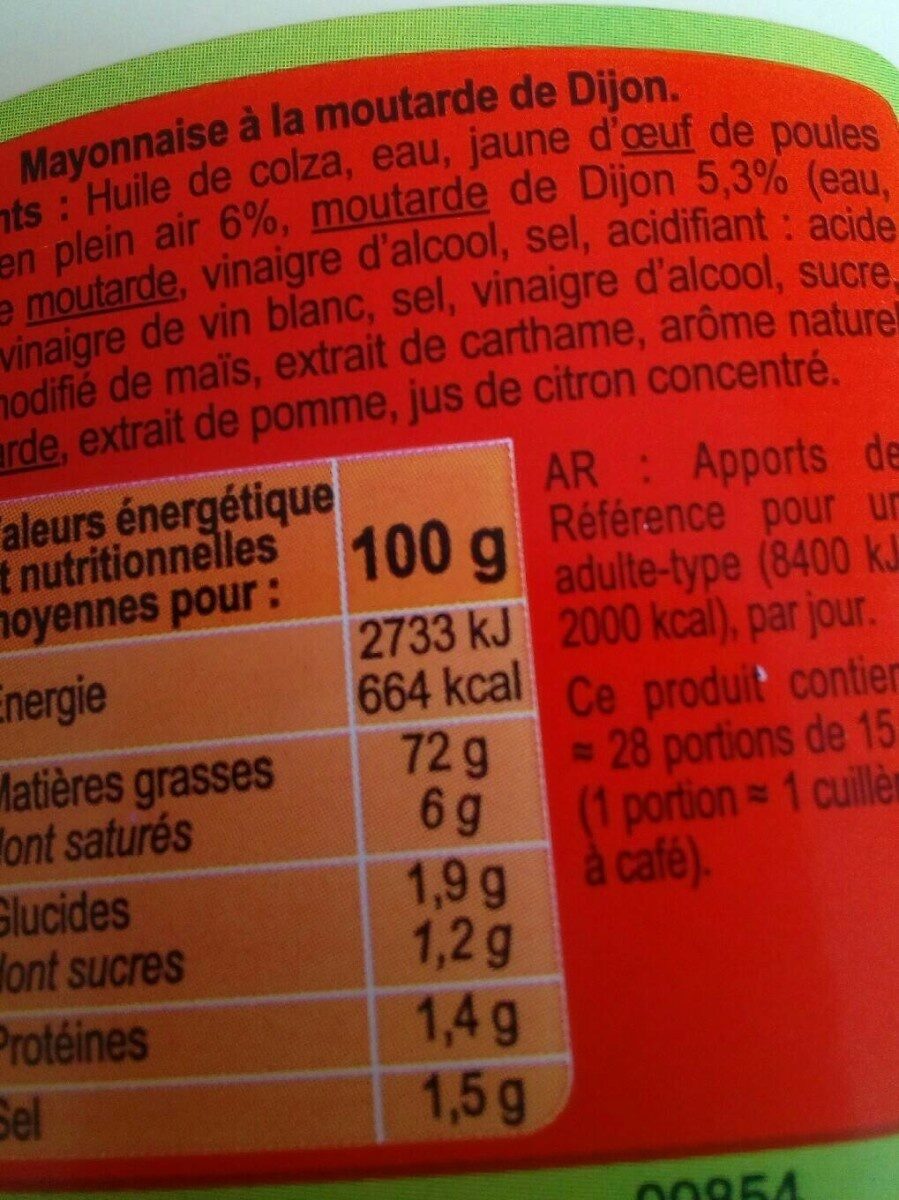 Mayonnaise à la moutarde de Dijon.
nts : Huile de colza, eau, jaune d'œuf de poules
en plein air 6%, moutarde de Dijon 5,3% (eau,
e moutarde, vinaigre d'alcool, sel, acidifiant : acide
vinaigre de vin blanc, sel, vinaigre d'alcool, sucre,
modifié de maïs, extrait de carthame, arôme naturel
arde, extrait de pomme, jus de citron concentré.
Valeurs énergétique
et nutritionnelles
moyennes pour :
100 g
Energie
2733 kJ
664 kcal
Matières grasses
72 g
dont saturés
6 g
Glucides
1,9 g
dont sucres
1,2 g
Protéines
1,4 g
Sel
1,5 g
AR : Apports de
Référence pour un
adulte-type (8400 kJ
2000 kcal), par jour.
Ce produit contien
≈ 28 portions de 15
(1 portion ≈ 1 cuillèr
à café).
00854